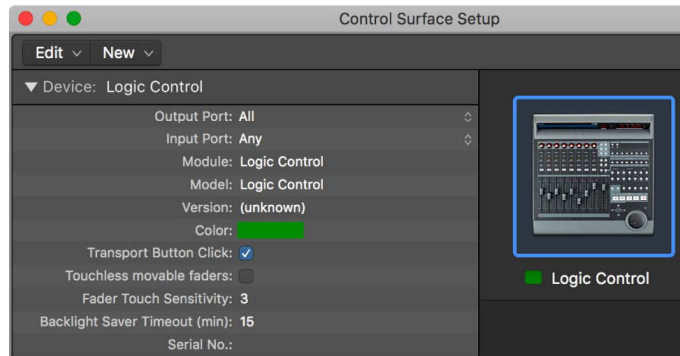 Control Surface Setup
Edit New
Device: Logic Control
Output Port: All
Input Port: Any
Module: Logic Control
Model: Logic Control
Version: (unknown)
Color:
Transport Button Click:
Touchless movable faders:
Fader Touch Sensitivity: 3
Backlight Saver Timeout (min): 15
Serial No.:
Logic Control